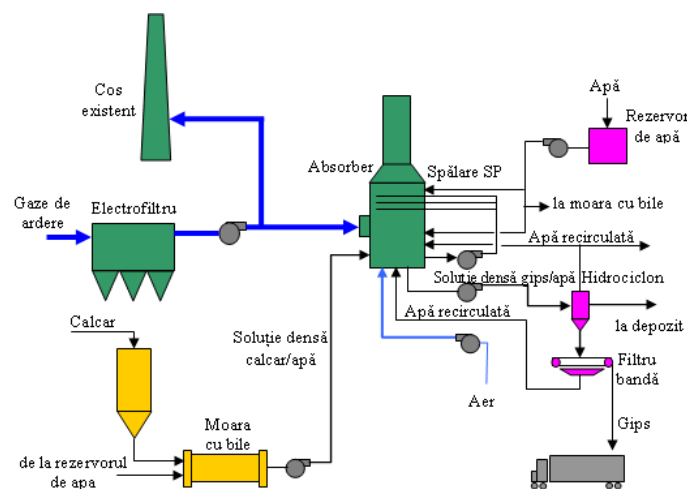 Cos
existent
Apă
Rezervor
de apă
Absorber
Spălare SP
Gaze de
ardere
Electrofiltru
la moara cu bile
Apă recirculată
Soluție densă gips/apă
Hidrociclon
Apă recirculată
Calcar
Soluție densă
calcar/apă
la depozit
Filtru
bandă
Aer
Moara
cu bile
Gips
de la rezervorul
de apa